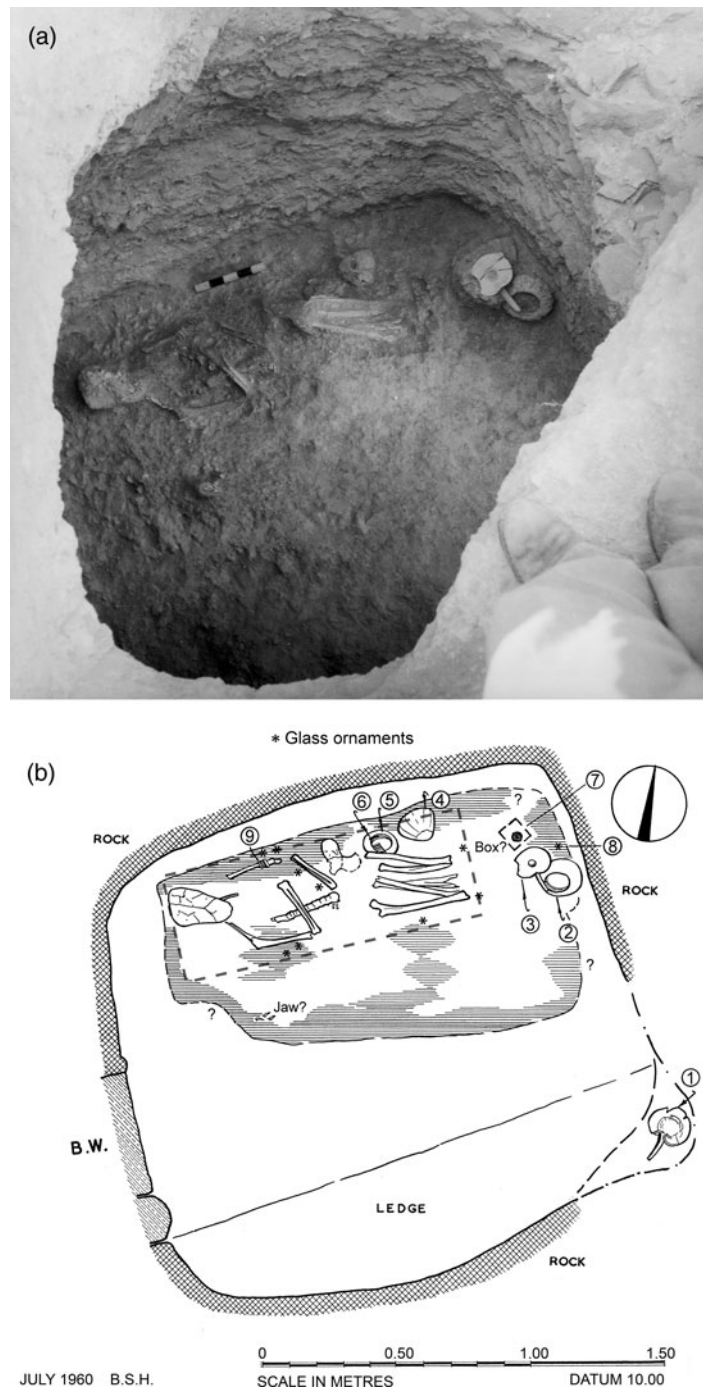 (a)
* Glass ornaments
(b)
ROCK
⑨ ⑥ ⑤ ④ ? ⑦
Box? ⑧
ROCK
③ ②
?
? Jaw?
①
B.W.
LEDGE
ROCK
0 0.50 1.00 1.50
JULY 1960 B.S.H. SCALE IN METRES DATUM 10.00